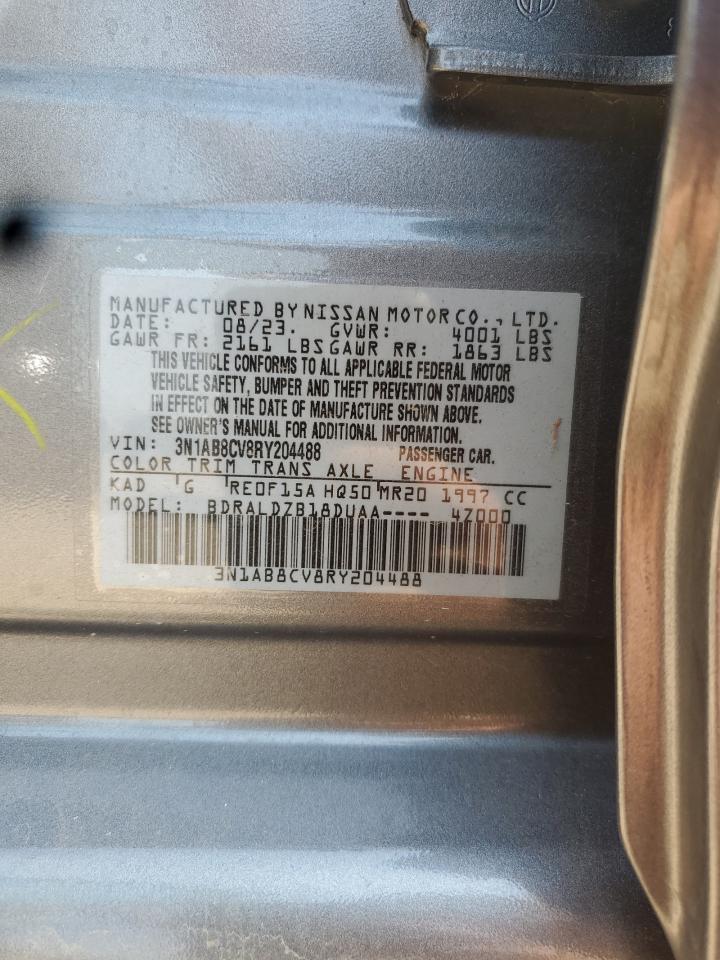 MANUFACTURED BY NISSAN MOTOR CO., LTD.
DATE: 08/23. GVWR: 4001 LBS
GAWR FR: 2161 LBS GAWR RR: 1863 LBS
THIS VEHICLE CONFORMS TO ALL APPLICABLE FEDERAL MOTOR
VEHICLE SAFETY, BUMPER AND THEFT PREVENTION STANDARDS
IN EFFECT ON THE DATE OF MANUFACTURE SHOWN ABOVE.
SEE OWNER'S MANUAL FOR ADDITIONAL INFORMATION.
VIN: 3N1AB8CV8RY204488 PASSENGER CAR.
COLOR TRIM TRANS AXLE ENGINE
KAD G RE0F15A HQ50 MR20 1997 CC
MODEL: BDRALDZB18DUAA---- 47000
3N1AB8CV8RY204488